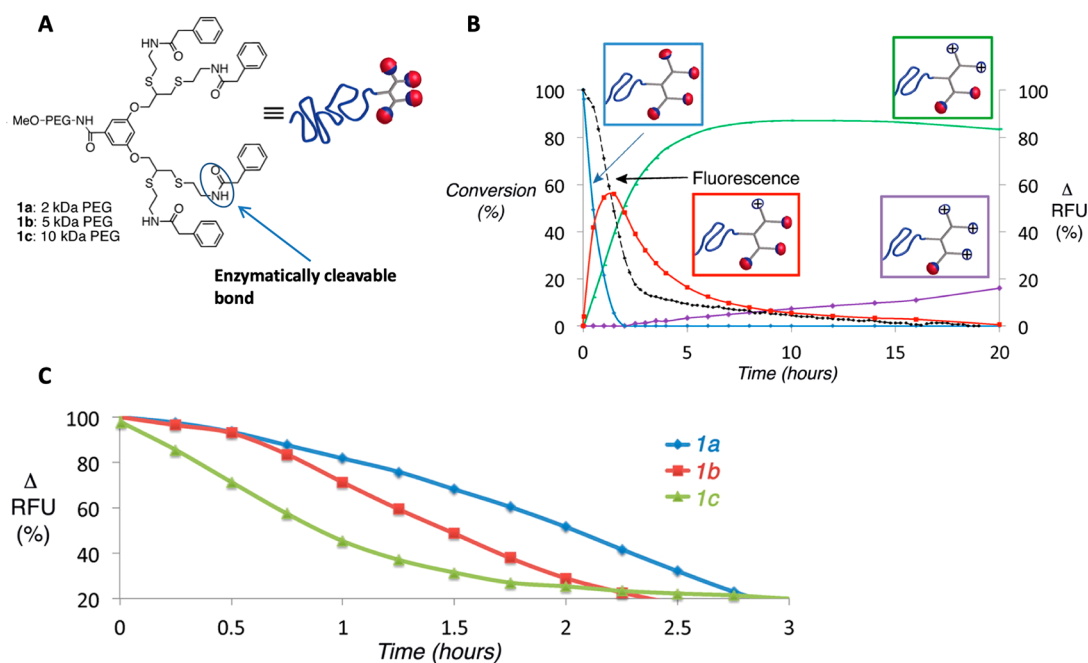 A
NH
O
S
S
NH
O
O
MeO-PEG-NH
O
O
S
S
O
NH
NH
O
1a: 2 kDa PEG
1b: 5 kDa PEG
1c: 10 kDa PEG
Enzymatically cleavable
bond
B
Conversion
(%)
100
80
60
40
20
0
Fluorescence
100
80
60
40
20
0
Δ
RFU
(%)
0 5 10 15 20
Time (hours)
C
Δ
RFU
(%)
100
80
60
40
20
1a
1b
1c
0 0.5 1 1.5 2 2.5 3
Time (hours)